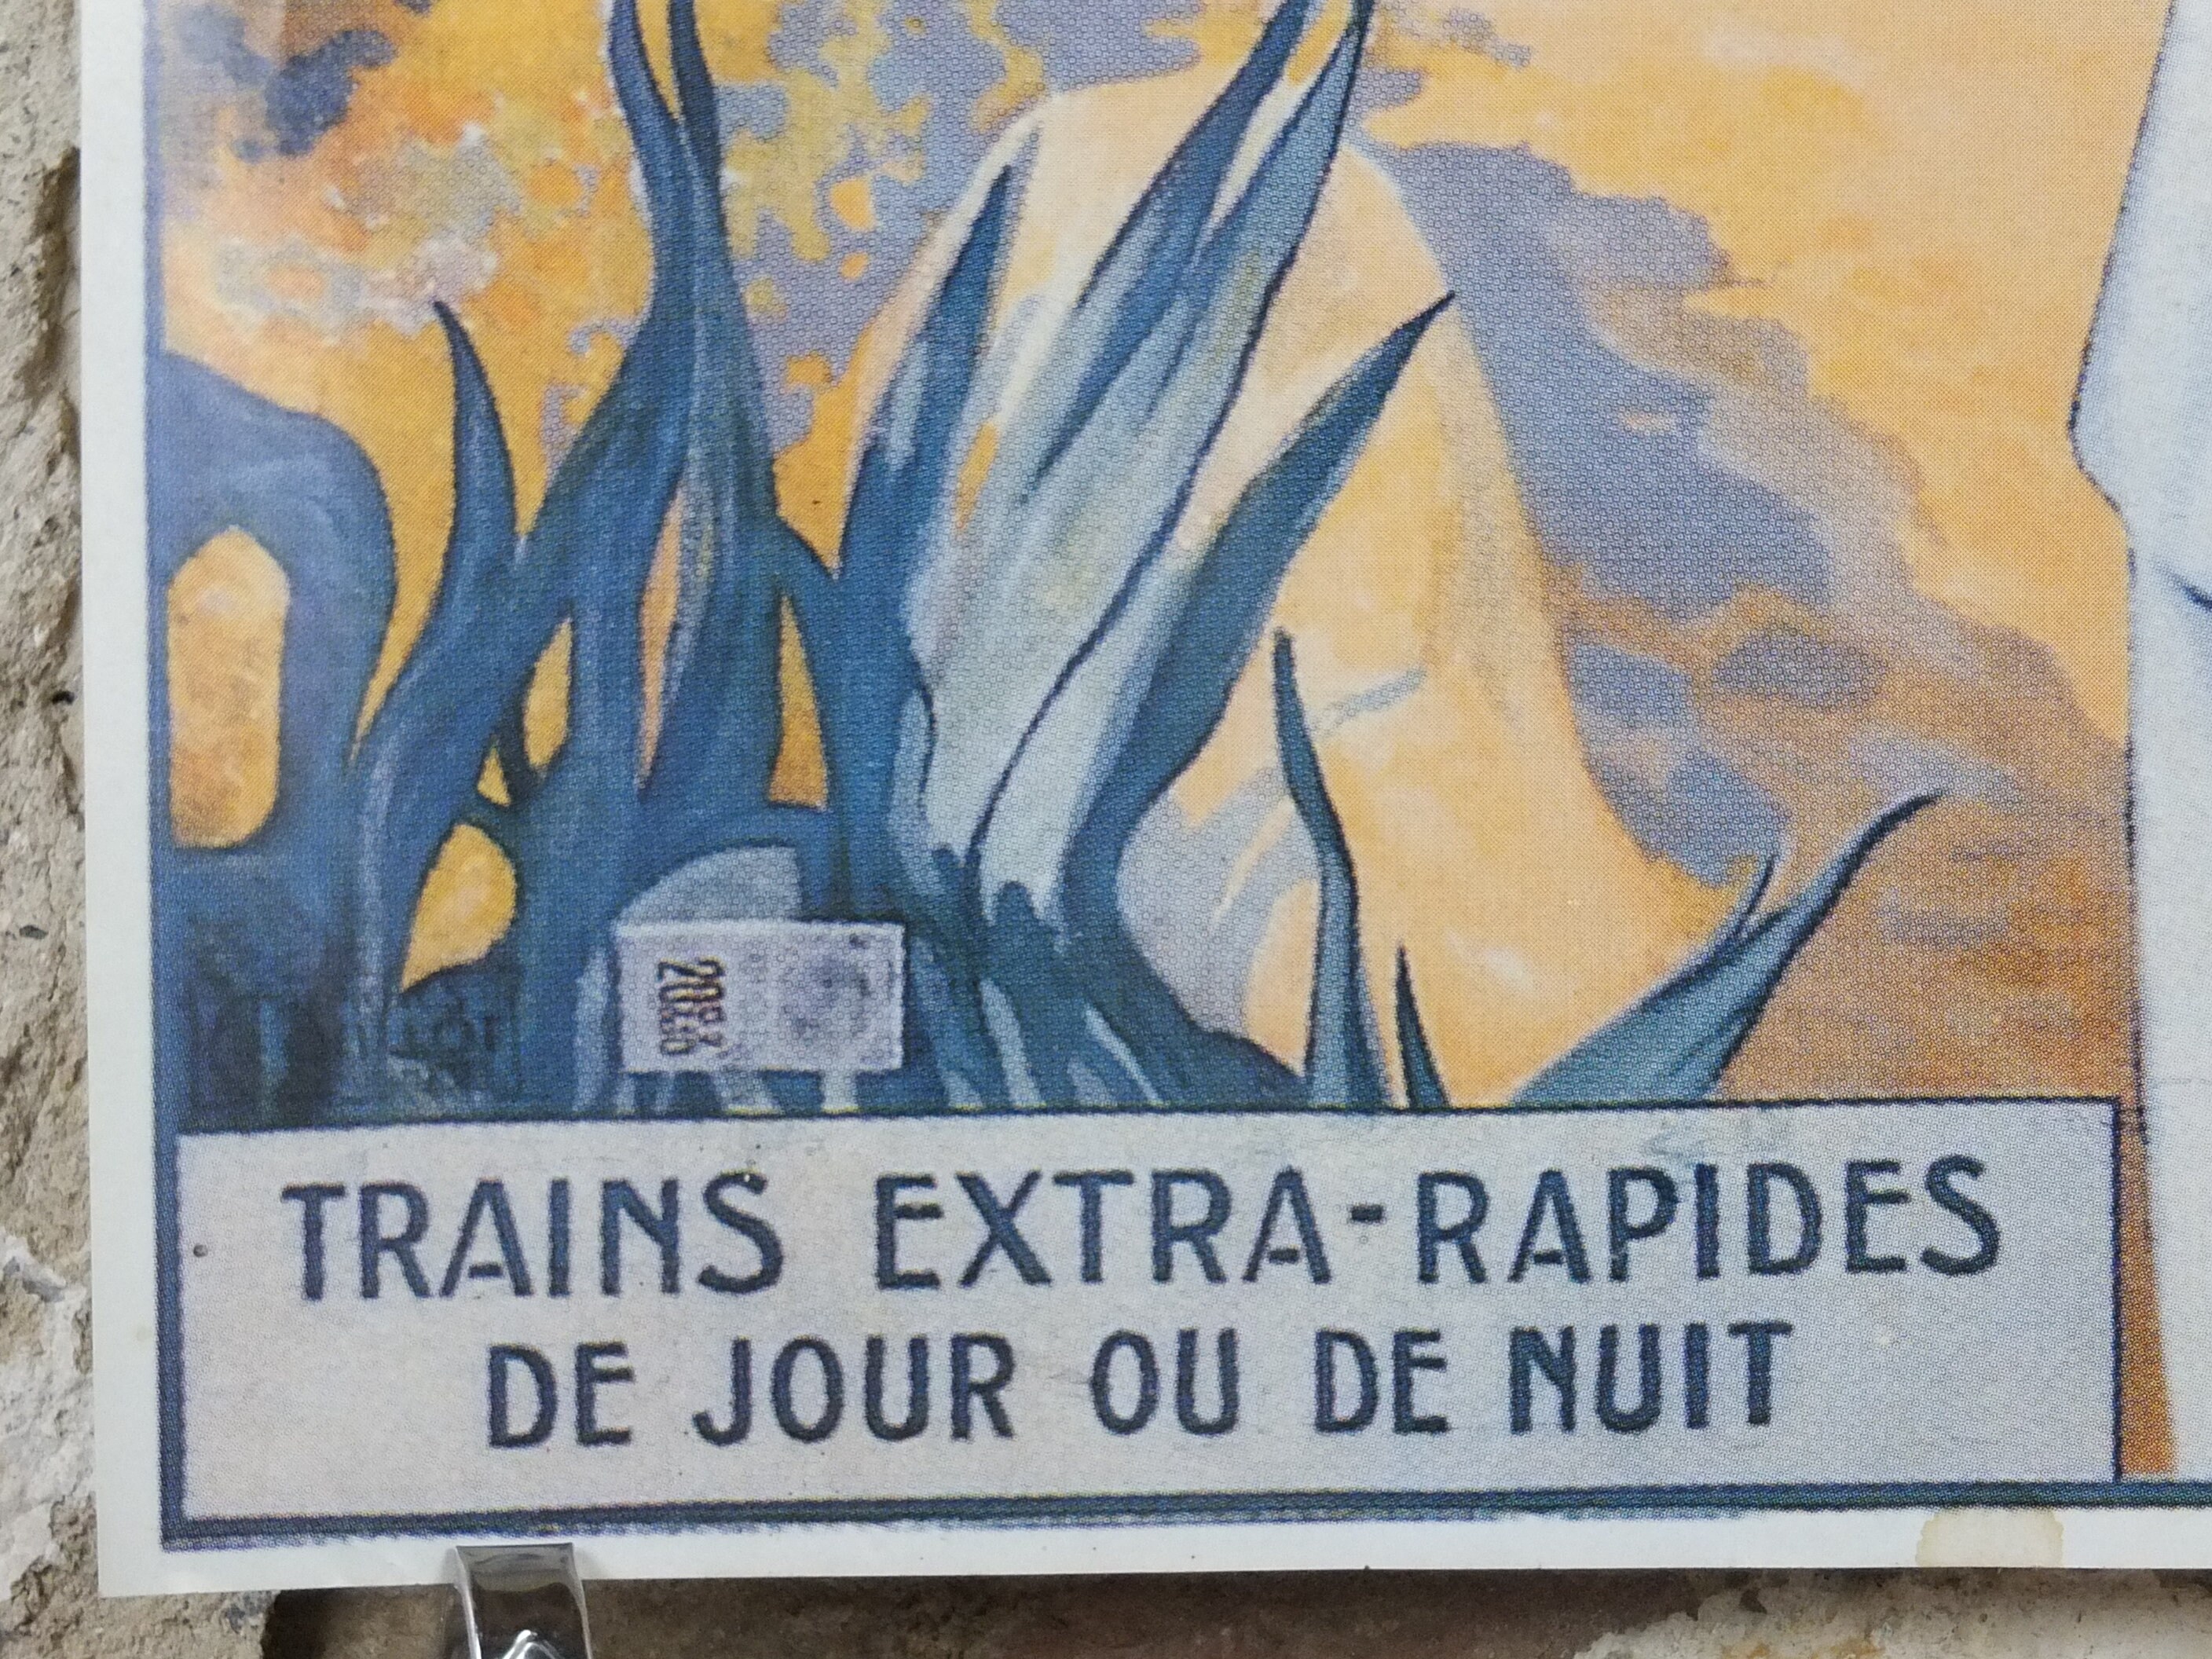 TRAINS EXTRA-RAPIDES
DE JOUR OU DE NUIT